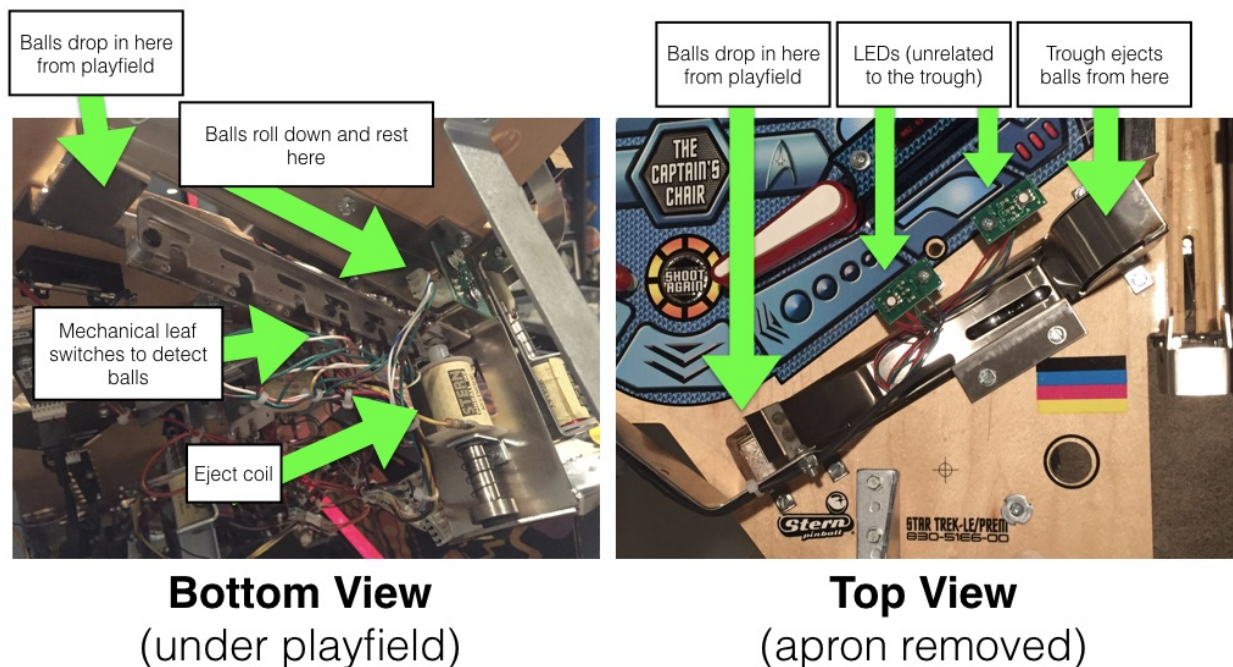 Balls drop in here
from playfield
Balls roll down and rest
here
Mechanical leaf
switches to detect
balls
Eject coil
Balls drop in here
from playfield
LEDs (unrelated
to the trough)
Trough ejects
balls from here
THE
CAPTAIN'S
CHAIR
SHOOT
AGAIN
Stern
pinball
STAR TREK-LE/PREMI
830-51E6-00
STERN
Bottom View
(under playfield)
Top View
(apron removed)